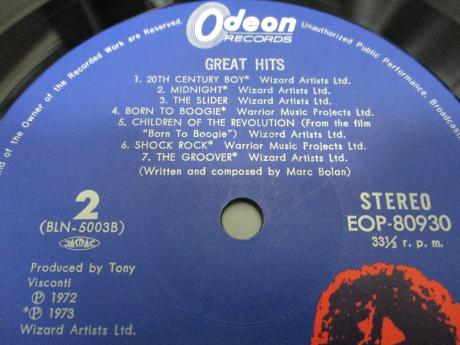 Odeon
RECORDS
nd of the Owner of the Recorded Work are Reserved.
Unauthorized Public Performance, Broadcasti
GREAT HITS
1. 20TH CENTURY BOY* Wizard Artists Ltd.
2. MIDNIGHT* Wizard Artists Ltd.
3. THE SLIDER Wizard Artists Ltd.
4. BORN TO BOOGIE* Warrior Music Projects Ltd.
5. CHILDREN OF THE REVOLUTION (From the film
"Born To Boogie") Wizard Artists Ltd.
6. SHOCK ROCK* Warrior Music Projects Ltd.
7. THE GROOVER* Wizard Artists Ltd.
(Written and composed by Marc Bolan)
2
(BLN-5003B)
JASRAC
STEREO
EOP-80930
33⅓ r. p. m.
Produced by Tony
Visconti
Ⓟ 1972
*Ⓟ 1973
Wizard Artists Ltd.